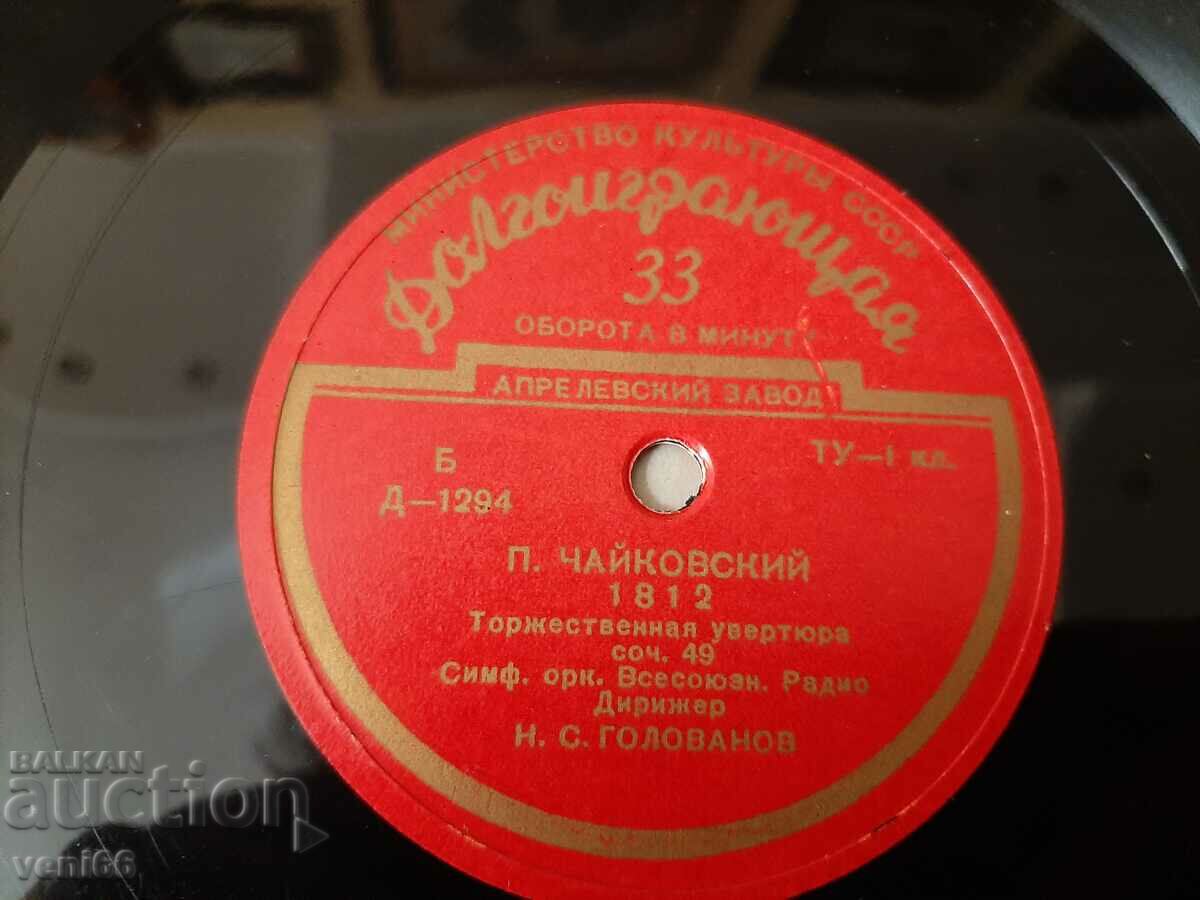 МИНИСТЕРСТВО КУЛЬТУРЫ СССР
Долгоиграющая
33
ОБОРОТА В МИНУТУ
АПРЕЛЕВСКИЙ ЗАВОД
Б
ТУ—1 кл.
Д—1294
П. ЧАЙКОВСКИЙ
1812
Торжественная увертюра
соч. 49
Симф. орк. Всесоюзн. Радио
Дирижер
Н. С. ГОЛОВАНОВ
BALKAN
auction
veni66